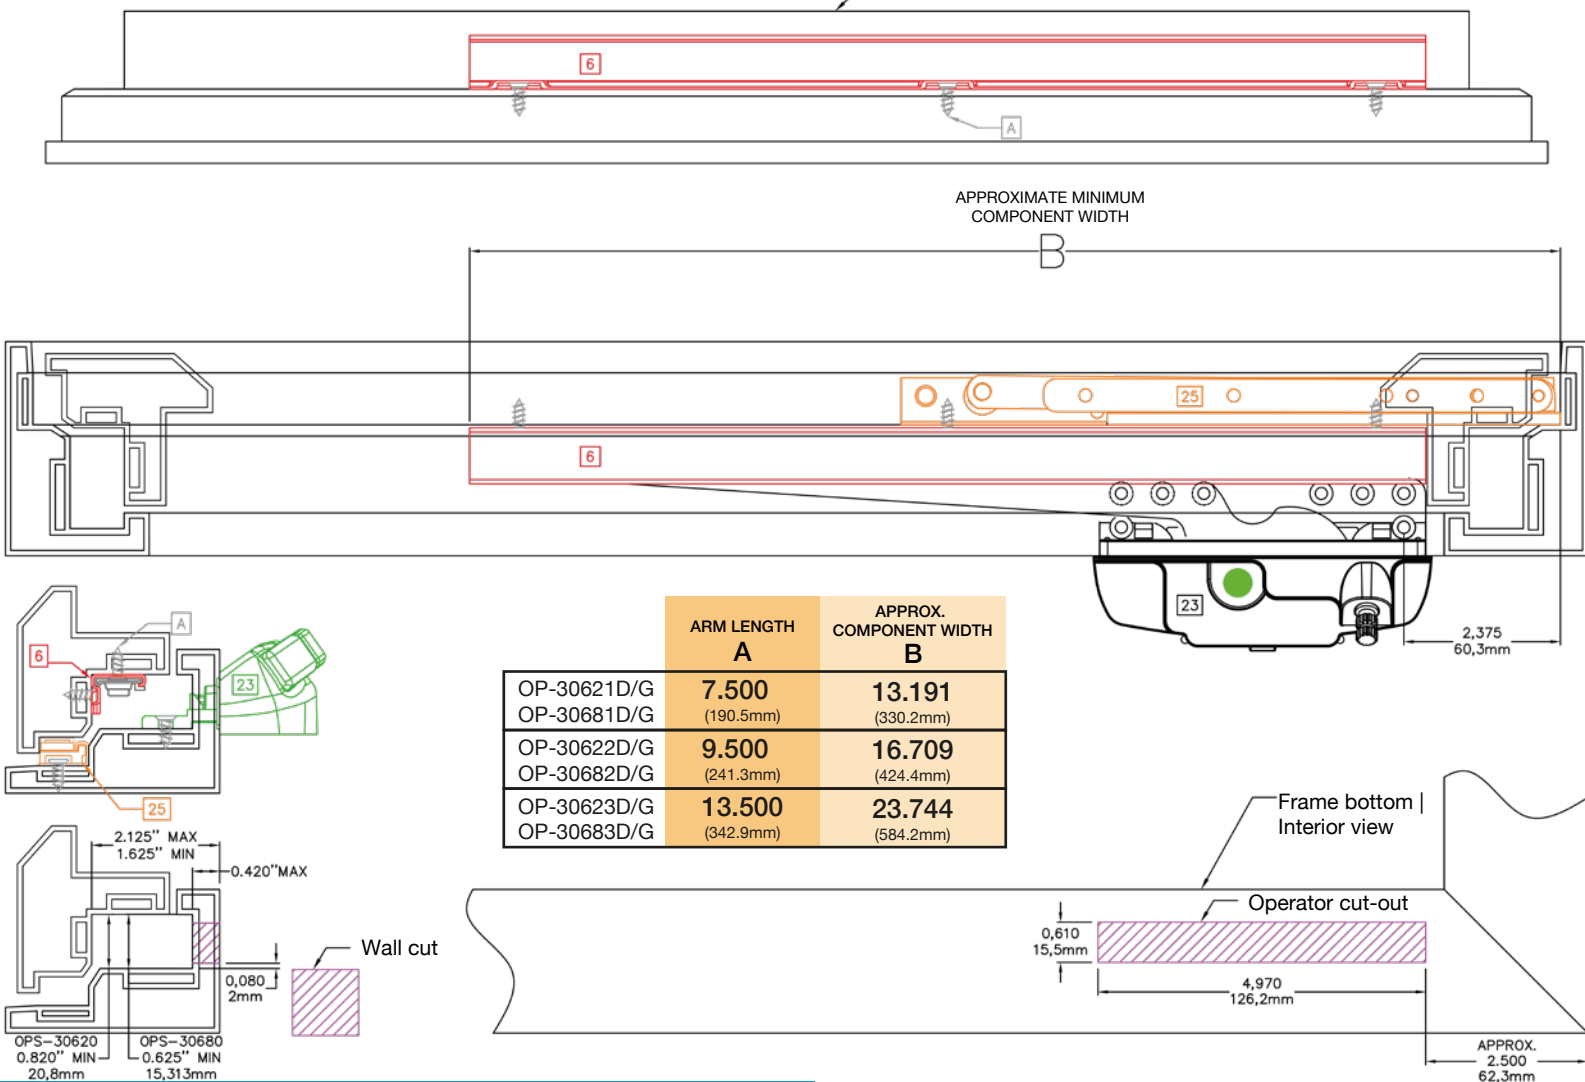 6
A
APPROXIMATE MINIMUM
COMPONENT WIDTH
B
25
6
23
2,375
60,3mm
A
6
23
25
ARM LENGTH
A
APPROX.
COMPONENT WIDTH
B
OP-30621D/G
OP-30681D/G
7.500
(190.5mm)
13.191
(330.2mm)
OP-30622D/G
OP-30682D/G
9.500
(241.3mm)
16.709
(424.4mm)
OP-30623D/G
OP-30683D/G
13.500
(342.9mm)
23.744
(584.2mm)
2.125" MAX
1.625" MIN
0.420"MAX
0,080
2mm
Wall cut
OPS-30620
0.820" MIN
20,8mm
OPS-30680
0.625" MIN
15,313mm
Frame bottom |
Interior view
Operator cut-out
0,610
15,5mm
4,970
126,2mm
APPROX.
2.500
62,3mm